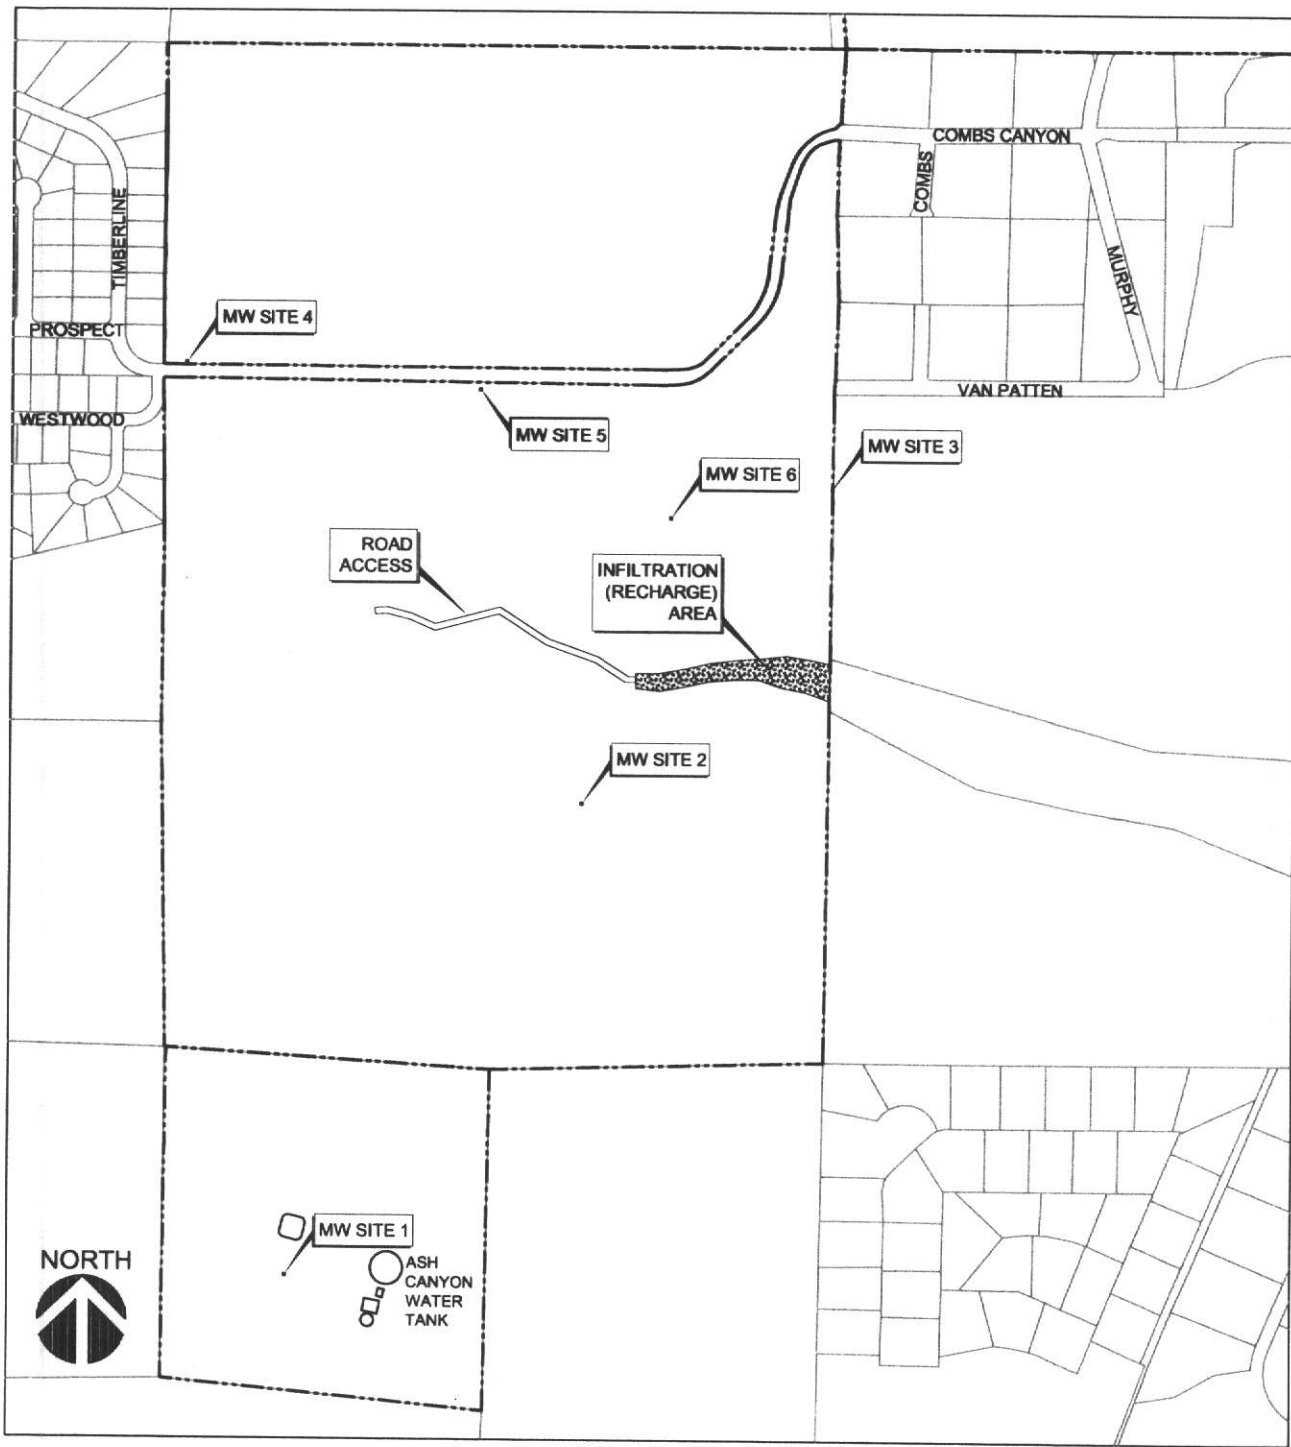 COMBS CANYON
COMBS
TIMBERLINE
MURPHY
MW SITE 4
PROSPECT
VAN PATTEN
WESTWOOD
MW SITE 5
MW SITE 3
MW SITE 6
ROAD
ACCESS
INFILTRATION
(RECHARGE)
AREA
MW SITE 2
MW SITE 1
NORTH
ASH
CANYON
WATER
TANK